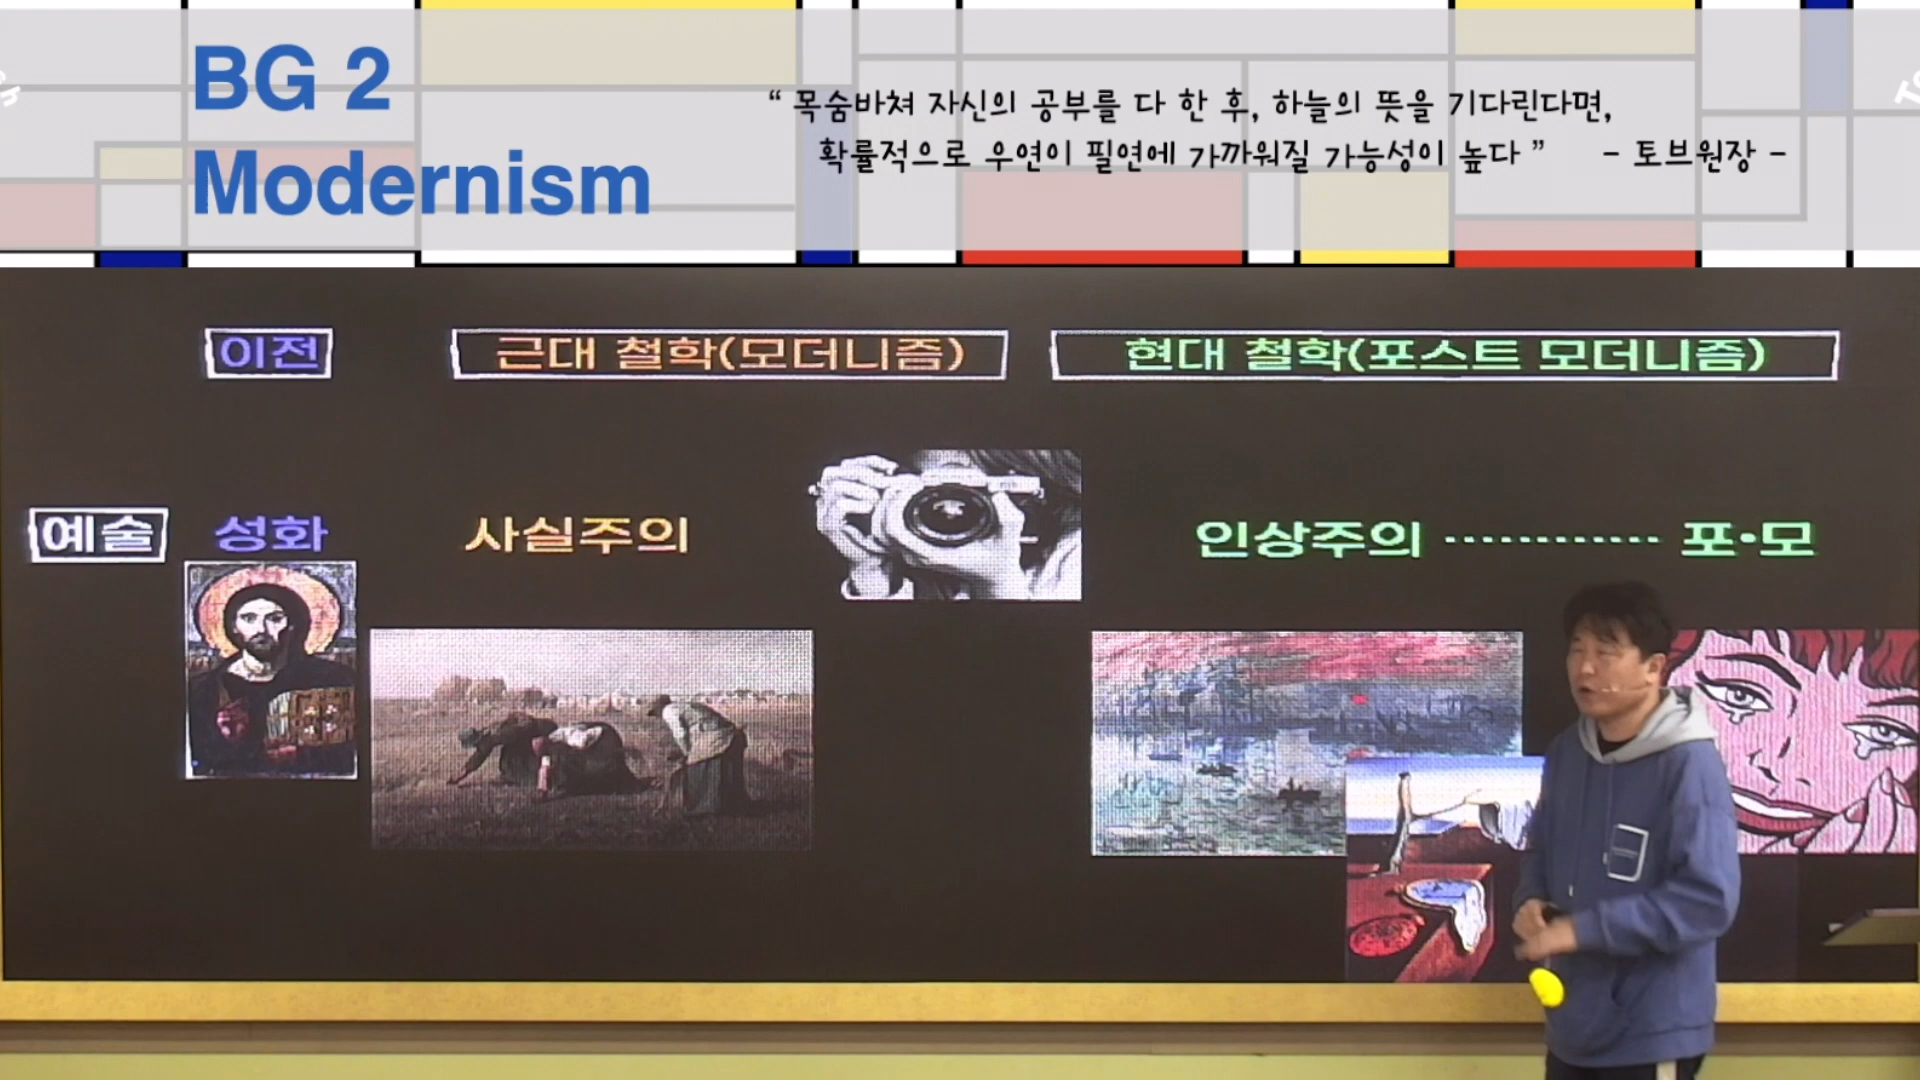 BG 2
Modernism
“ 목숨바쳐 자신의 공부를 다 한 후, 하늘의 뜻을 기다린다면,
확률적으로 우연이 필연에 가까워질 가능성이 높다 ” - 토브원장 -
이전 근대 철학(모더니즘) 현대 철학(포스트 모더니즘)
예술 성화 사실주의 인상주의 ············ 포·모